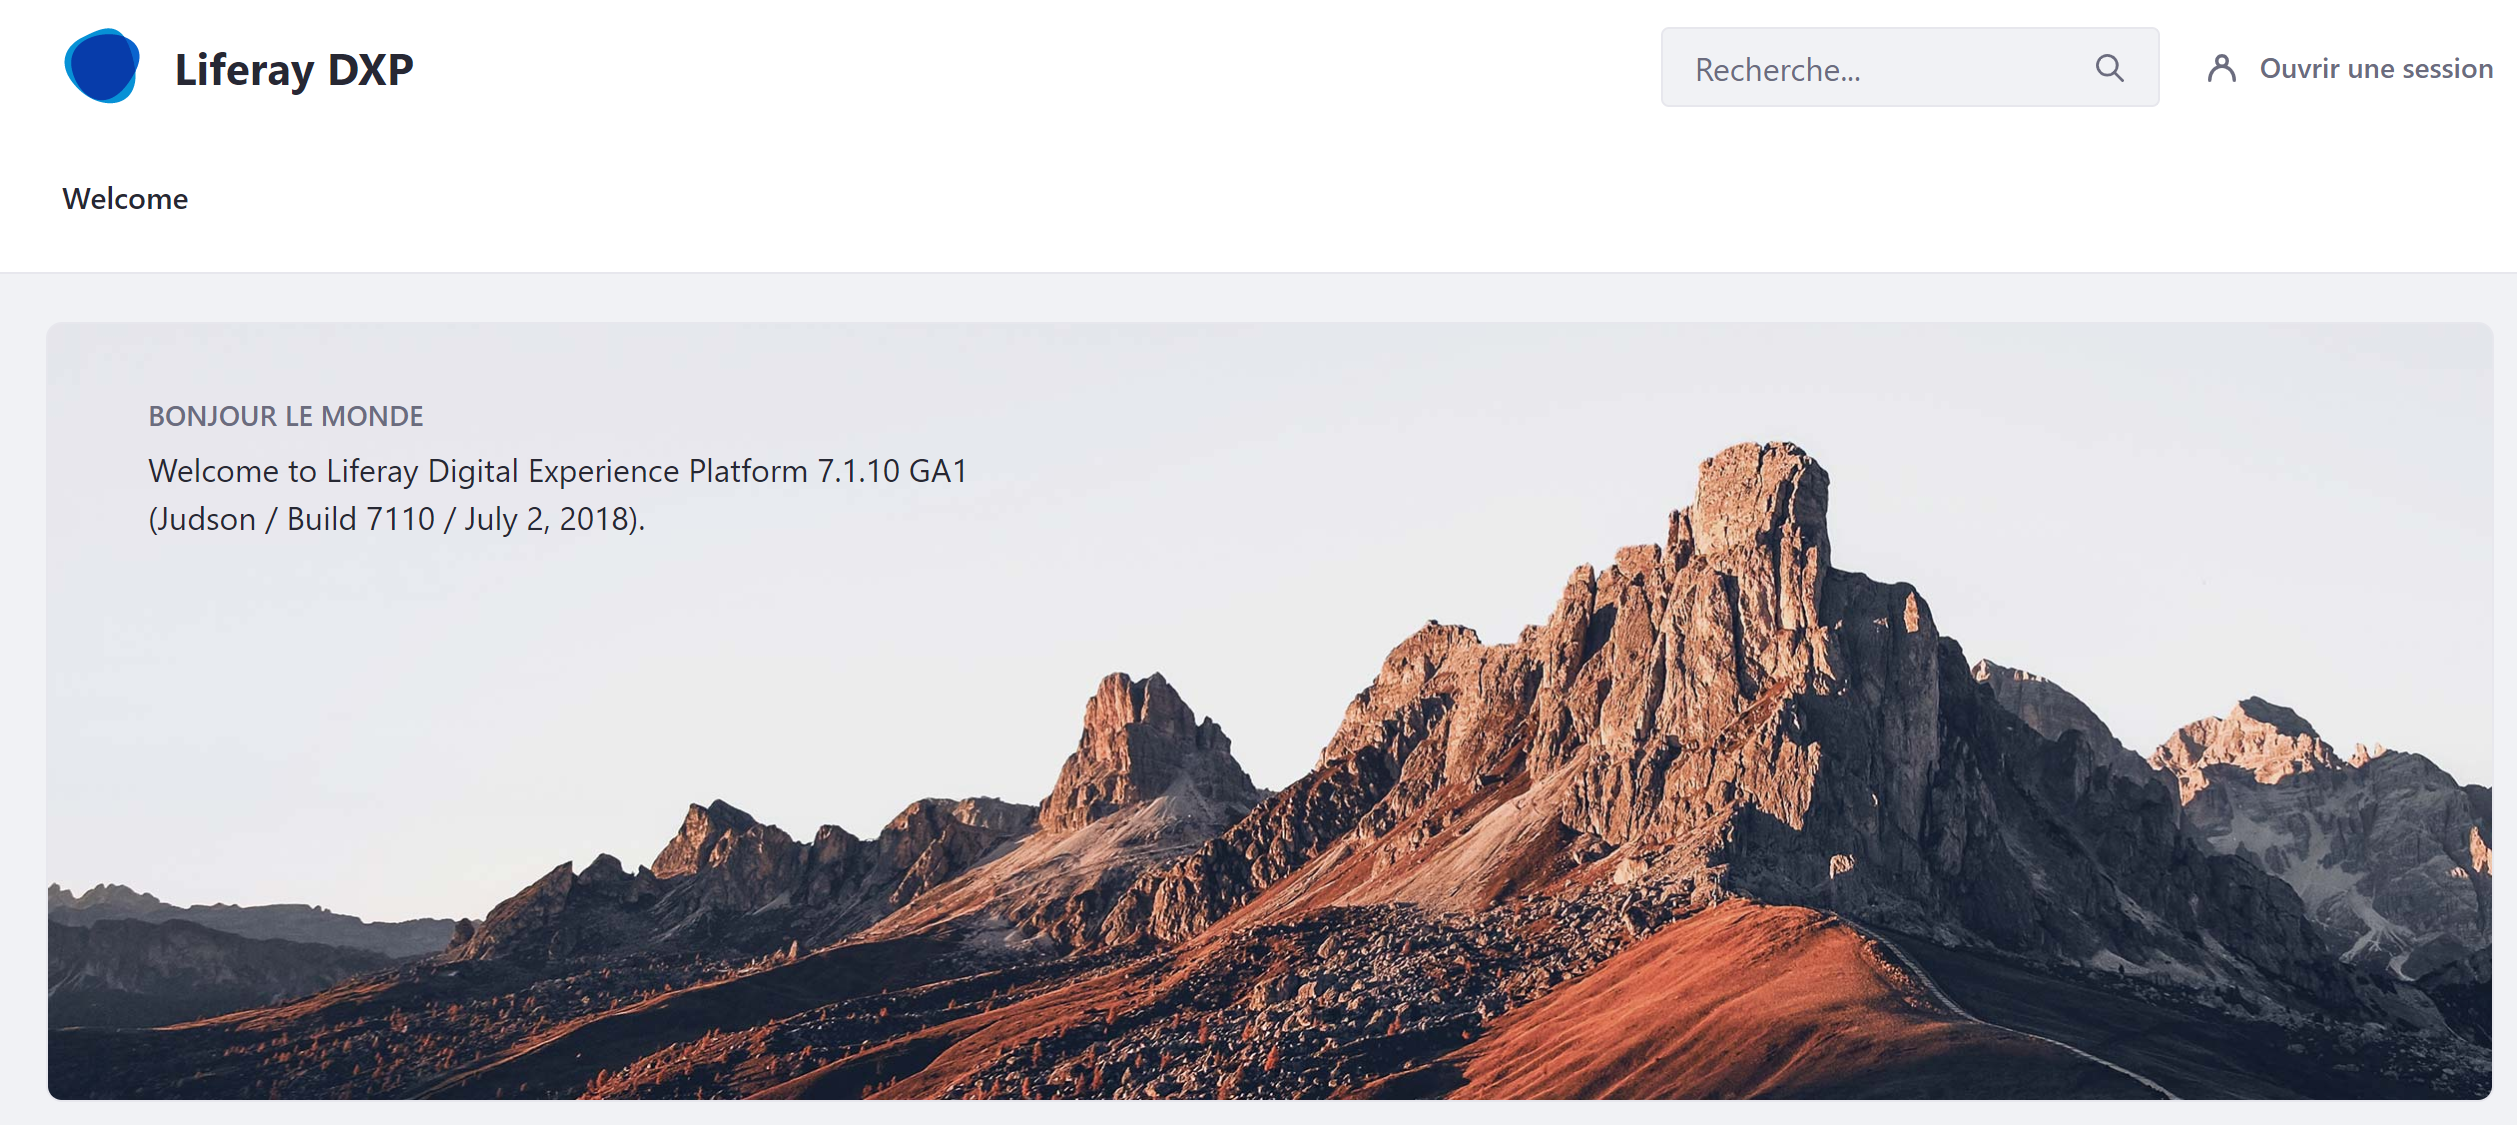 Liferay DXP
Recherche...
Ouvrir une session
Welcome
BONJOUR LE MONDE
Welcome to Liferay Digital Experience Platform 7.1.10 GA1
(Judson / Build 7110 / July 2, 2018).